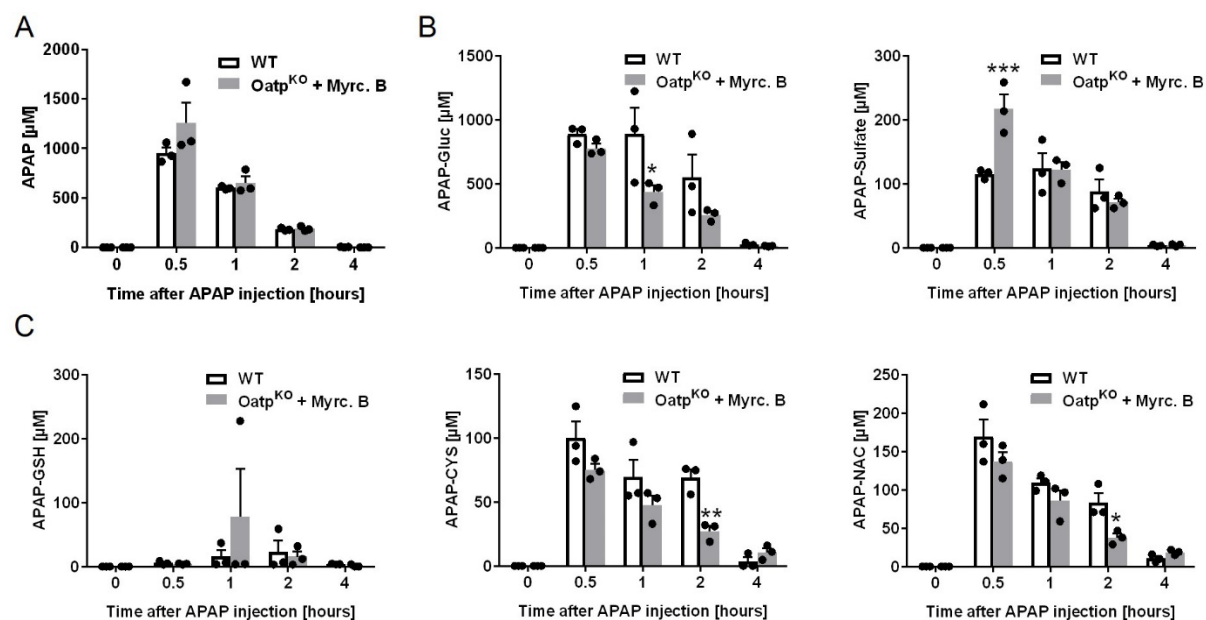 A
APAP [µM]
2000
1500
1000
500
0
WT
Oatp^KO + Myrc. B
0 0.5 1 2 4
Time after APAP injection [hours]
B
APAP-Gluc [µM]
1500
1000
500
0
WT
Oatp^KO + Myrc. B
*
0 0.5 1 2 4
Time after APAP injection [hours]
APAP-Sulfate [µM]
300
200
100
0
WT
Oatp^KO + Myrc. B
***
0 0.5 1 2 4
Time after APAP injection [hours]
C
APAP-GSH [µM]
300
200
100
0
WT
Oatp^KO + Myrc. B
0 0.5 1 2 4
Time after APAP injection [hours]
APAP-CYS [µM]
150
100
50
0
WT
Oatp^KO + Myrc. B
**
0 0.5 1 2 4
Time after APAP injection [hours]
APAP-NAC [µM]
250
200
150
100
50
0
WT
Oatp^KO + Myrc. B
*
0 0.5 1 2 4
Time after APAP injection [hours]